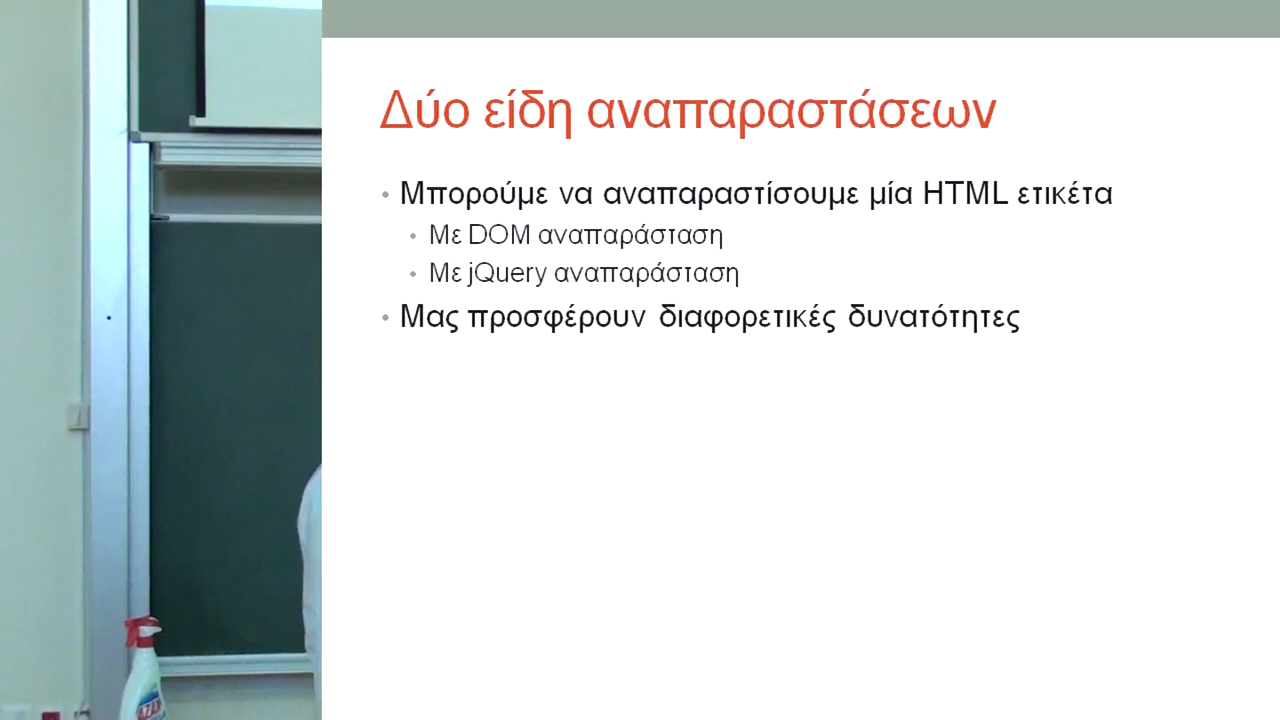 Δύο είδη αναπαραστάσεων
• Μπορούμε να αναπαραστίσουμε μία HTML ετικέτα
• Με DOM αναπαράσταση
• Με jQuery αναπαράσταση
• Μας προσφέρουν διαφορετικές δυνατότητες
AZAX